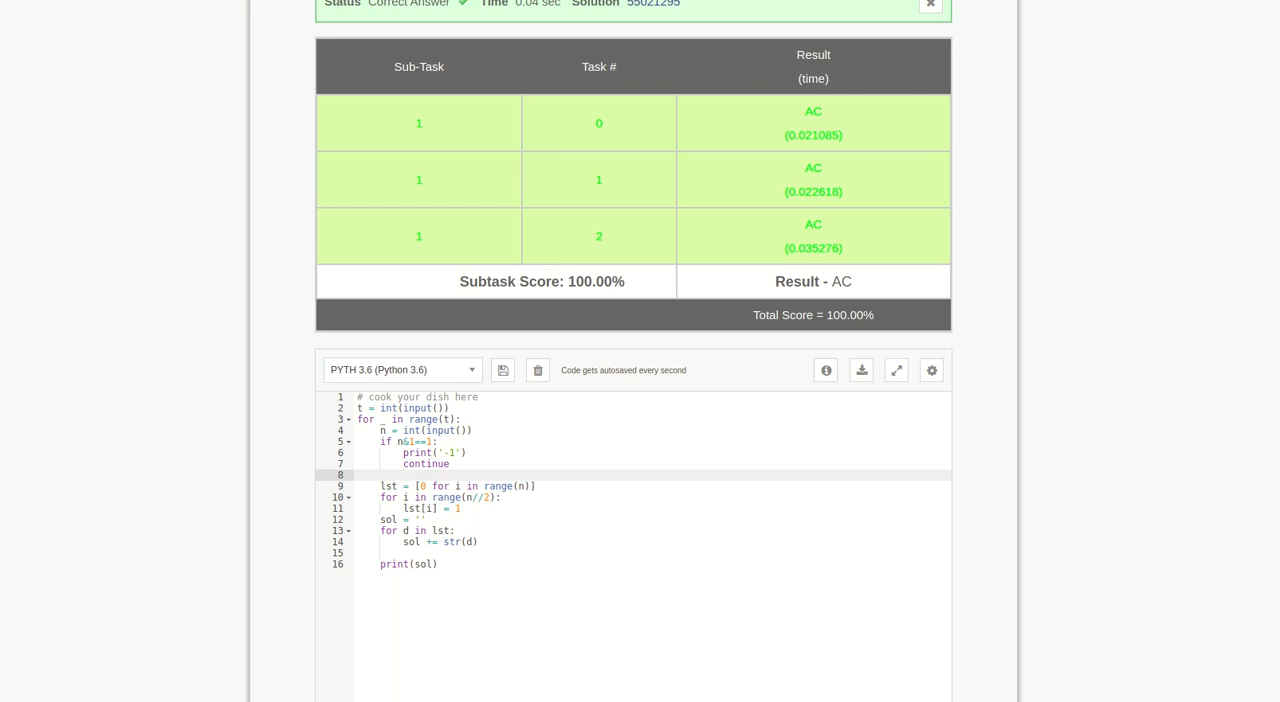 Status Correct Answer Time 0.04 sec Solution 55021295
Sub-Task Task # Result
(time)
1 0 AC
(0.021085)
1 1 AC
(0.022618)
1 2 AC
(0.035276)
Subtask Score: 100.00% Result - AC
Total Score = 100.00%
PYTH 3.6 (Python 3.6) Code gets autosaved every second
1 # cook your dish here
2 t = int(input())
3 for _ in range(t):
4     n = int(input())
5     if n&1==1:
6         print('-1')
7         continue
8
9     lst = [0 for i in range(n)]
10     for i in range(n//2):
11         lst[i] = 1
12     sol = ''
13     for d in lst:
14         sol += str(d)
15
16     print(sol)